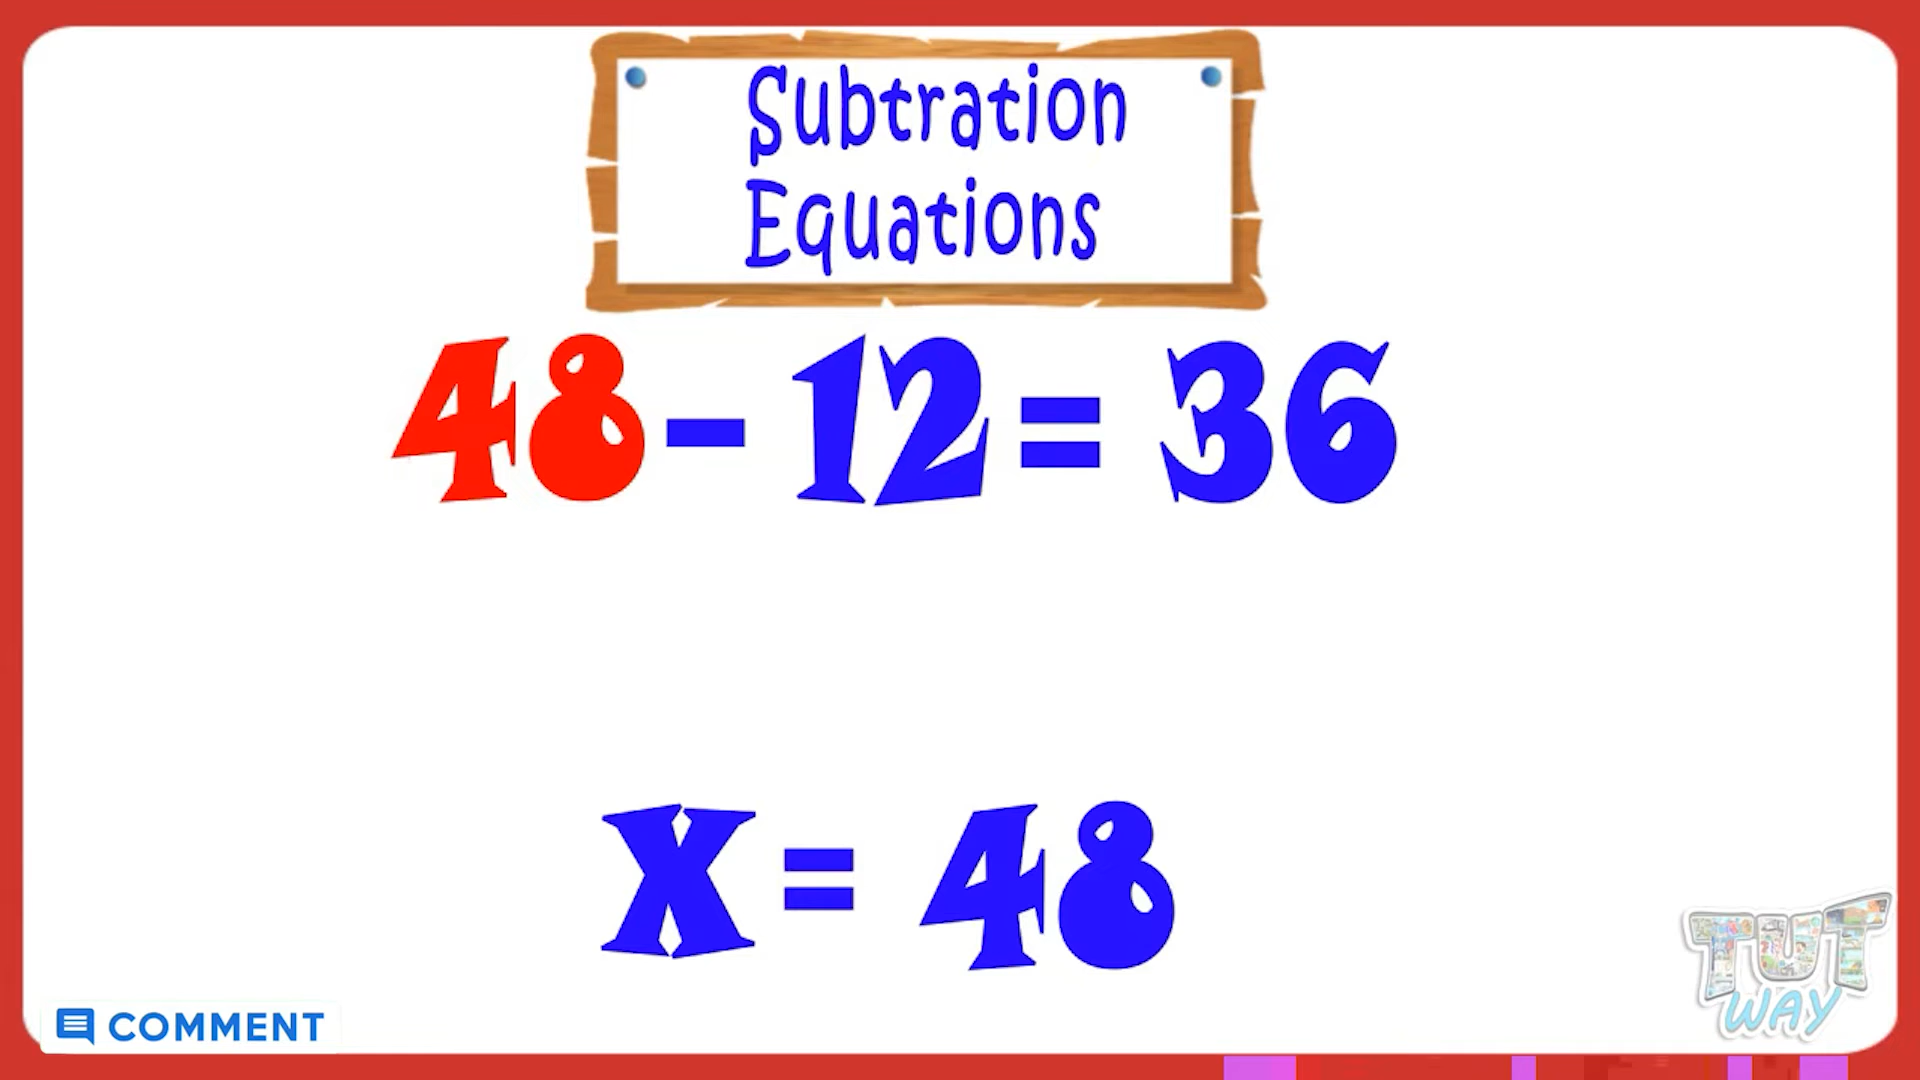 Subtration
Equations
48 - 12 = 36
X = 48
COMMENT
TUT
WAY